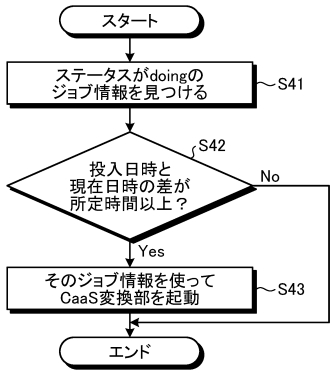 スタート
ステータスがdoingの
ジョブ情報を見つける
S41
投入日時と
現在日時の差が
所定時間以上？
S42
No
Yes
そのジョブ情報を使って
CaaS変換部を起動
S43
エンド